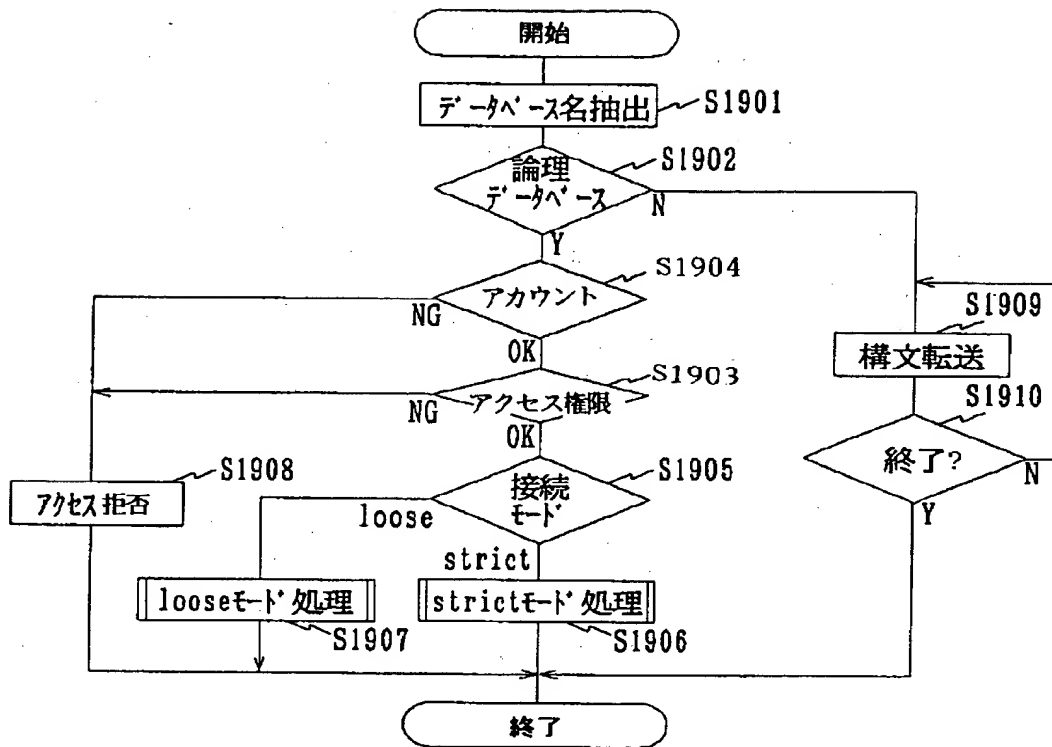 開始
データベース名抽出
S1901
論理
データベース
S1902
N
Y
アカウント
S1904
NG
OK
アクセス権限
S1903
NG
OK
構文転送
S1909
終了?
S1910
N
Y
アクセス拒否
S1908
接続
モード
S1905
loose
strict
looseモード処理
S1907
strictモード処理
S1906
終了